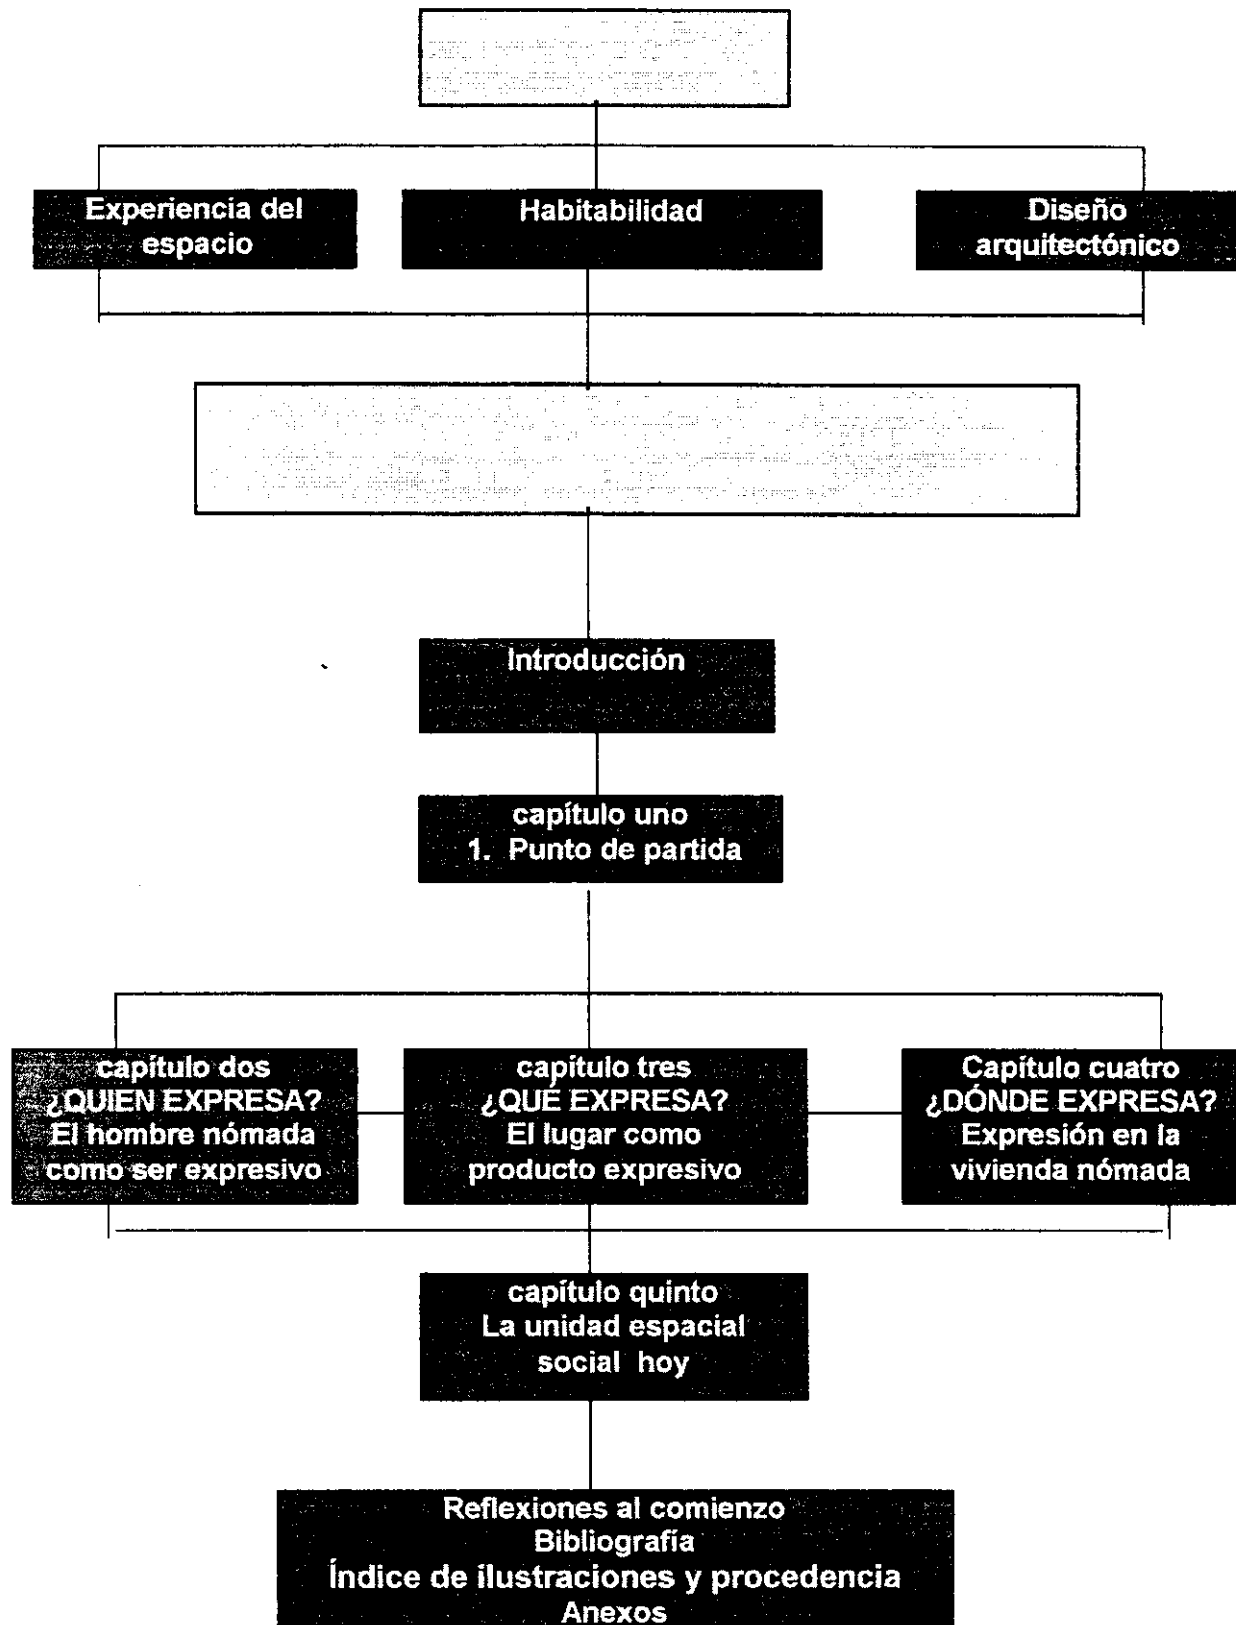 Experiencia del
espacio
Habitabilidad
Diseño
arquitectónico
Introducción
capítulo uno
1. Punto de partida
capítulo dos
¿QUIEN EXPRESA?
El hombre nómada
como ser expresivo
capítulo tres
¿QUÉ EXPRESA?
El lugar como
producto expresivo
Capítulo cuatro
¿DÓNDE EXPRESA?
Expresión en la
vivienda nómada
capítulo quinto
La unidad espacial
social hoy
Reflexiones al comienzo
Bibliografía
Índice de ilustraciones y procedencia
Anexos